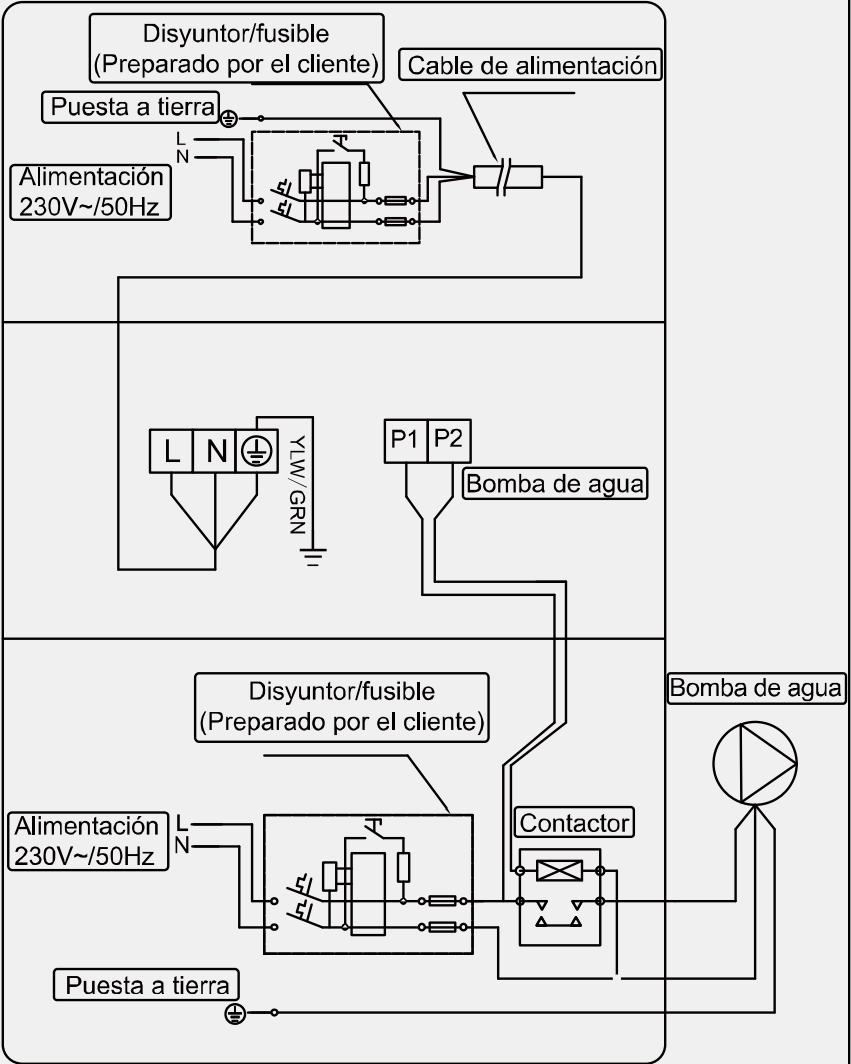 Disyuntor/fusible
(Preparado por el cliente)
Cable de alimentación
Puesta a tierra
L
N
Alimentación
230V~/50Hz
L N
YLW/GRN
P1 P2
Bomba de agua
Disyuntor/fusible
(Preparado por el cliente)
Bomba de agua
Alimentación
230V~/50Hz
L
N
Contactor
Puesta a tierra